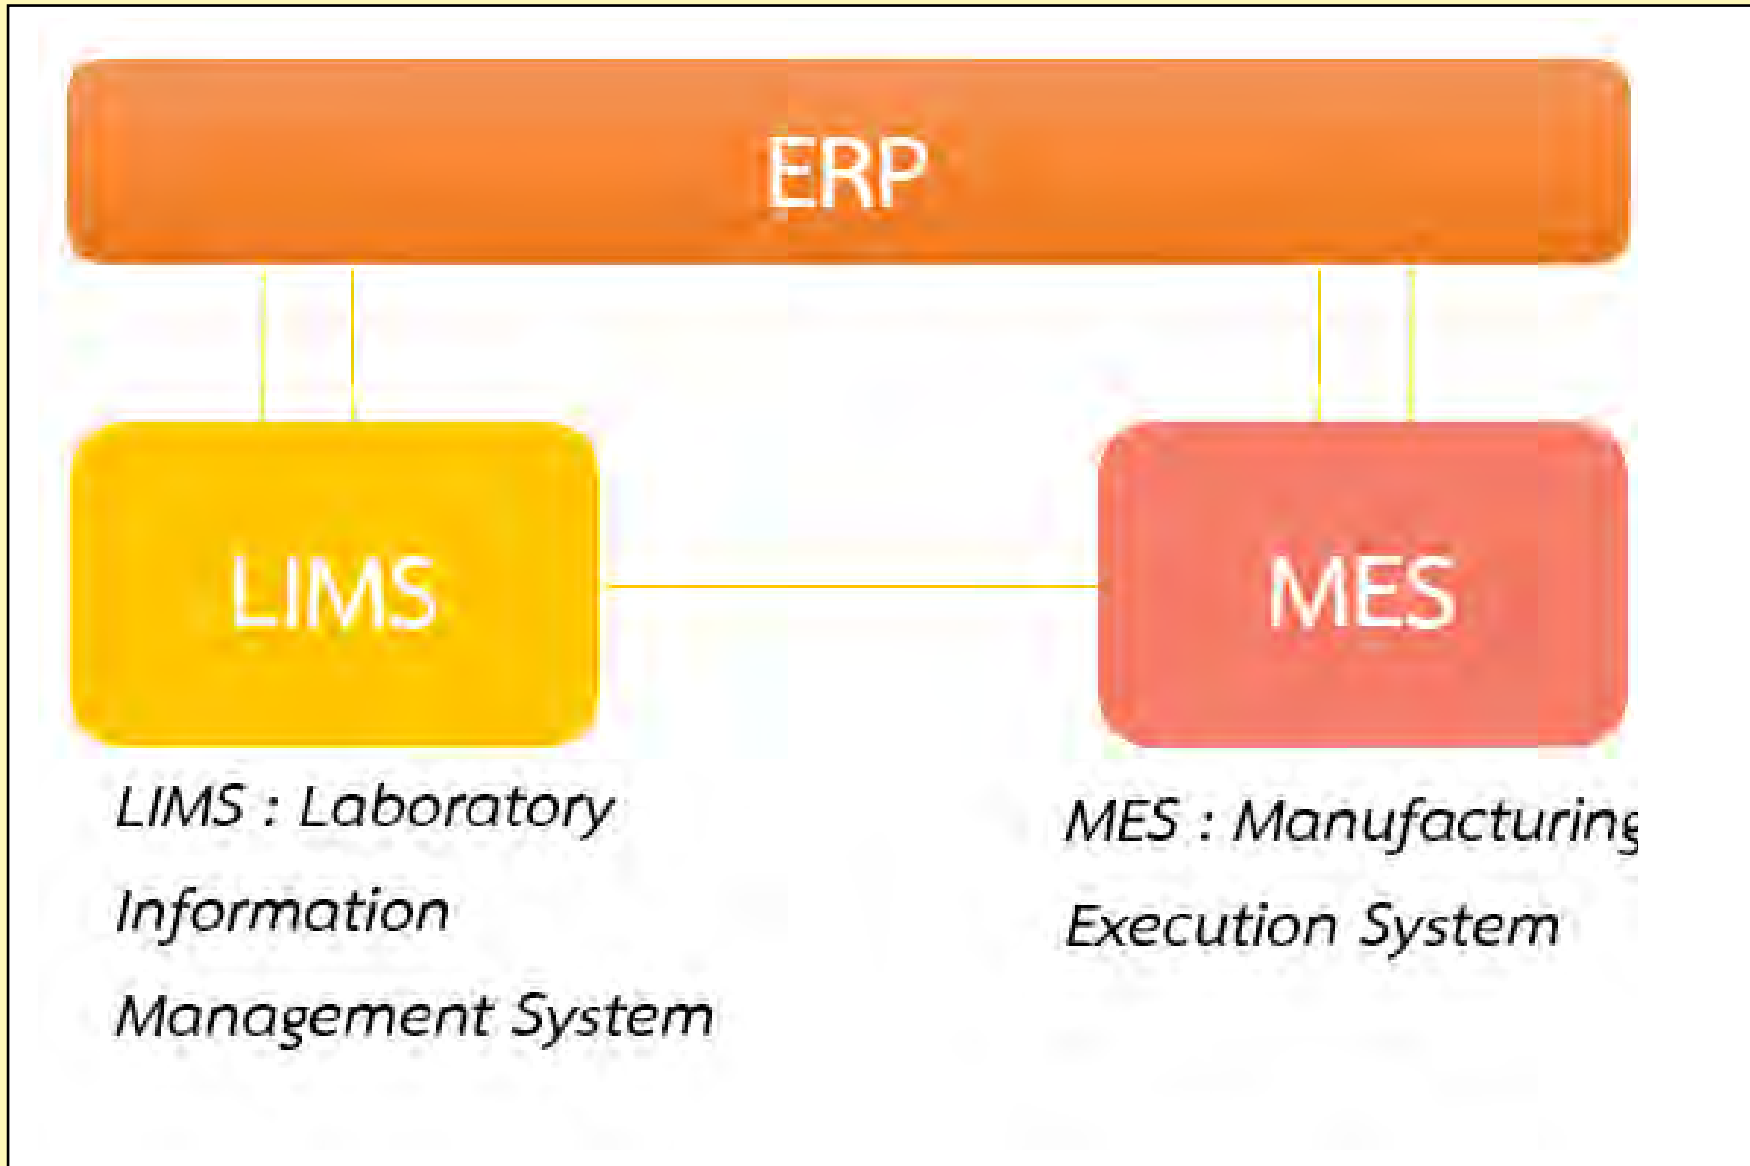 ERP
LIMS
MES
LIMS : Laboratory
Information
Management System
MES : Manufacturing
Execution System